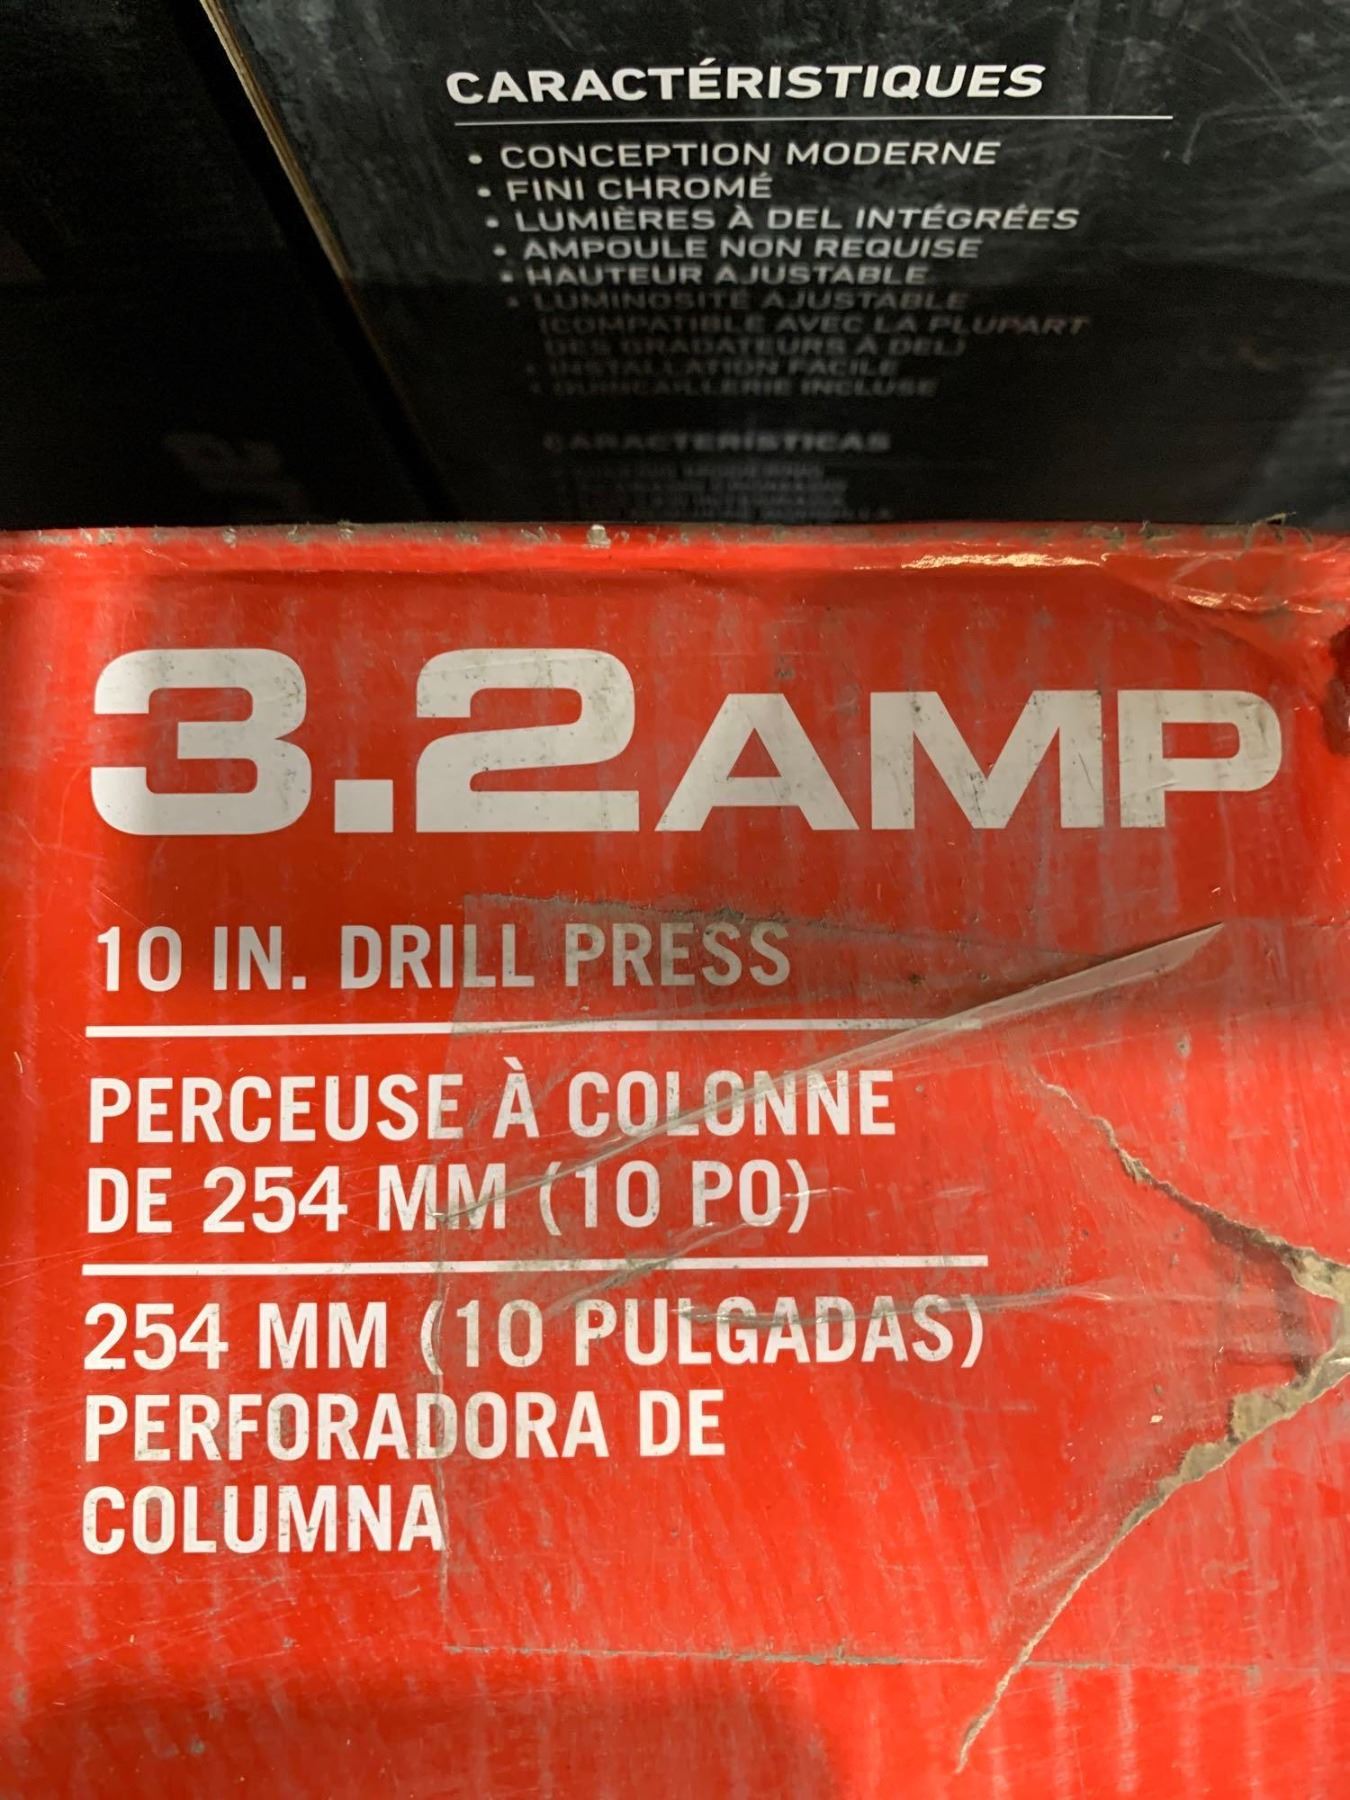 CARACTÉRISTIQUES
• CONCEPTION MODERNE
• FINI CHROMÉ
• LUMIÈRES À DEL INTÉGRÉES
• AMPOULE NON REQUISE
• HAUTEUR AJUSTABLE
• LUMINOSITÉ AJUSTABLE
(COMPATIBLE AVEC LA PLUPART
DES GRADATEURS À DEL)
• INSTALLATION FACILE
• QUINCAILLERIE INCLUSE
CARACTERÍSTICAS
3.2 AMP
10 IN. DRILL PRESS
PERCEUSE À COLONNE
DE 254 MM (10 PO)
254 MM (10 PULGADAS)
PERFORADORA DE
COLUMNA